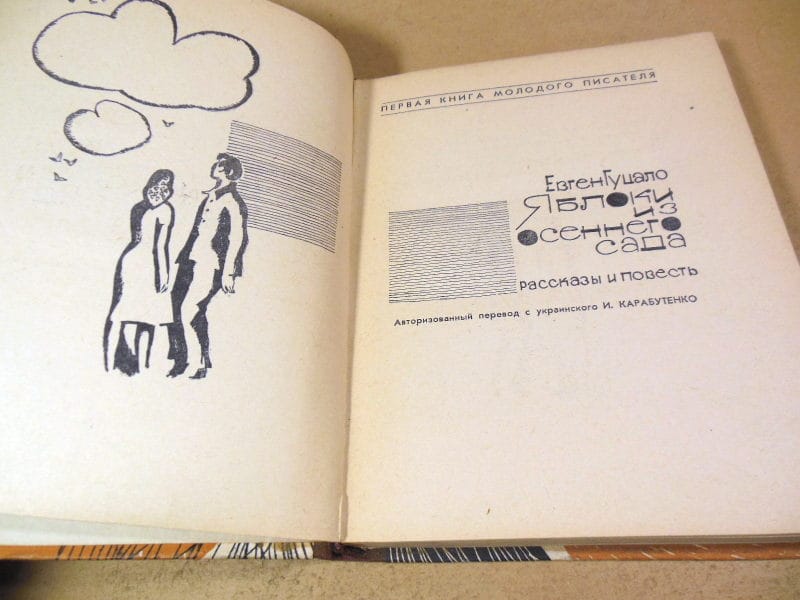 ПЕРВАЯ КНИГА МОЛОДОГО ПИСАТЕЛЯ
Евген Гуцало
Яблоки
из
осеннего
сада
рассказы и повесть
Авторизованный перевод с украинского И. КАРАБУТЕНКО